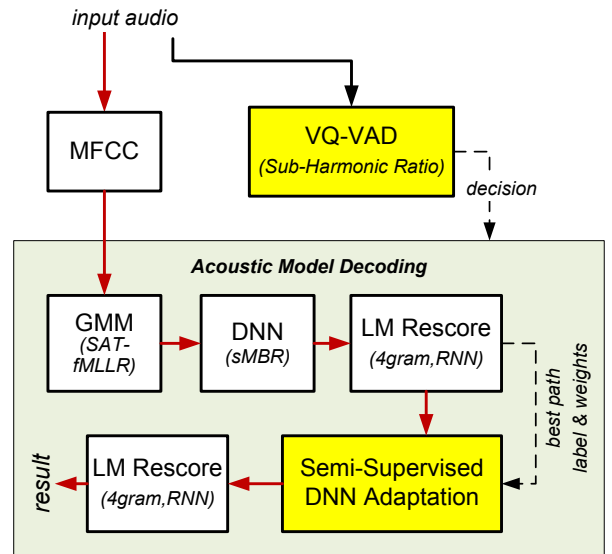 input audio
MFCC
VQ-VAD
(Sub-Harmonic Ratio)
decision
Acoustic Model Decoding
GMM
(SAT-
fMLLR)
DNN
(sMBR)
LM Rescore
(4gram,RNN)
best path
label & weights
Semi-Supervised
DNN Adaptation
LM Rescore
(4gram,RNN)
result